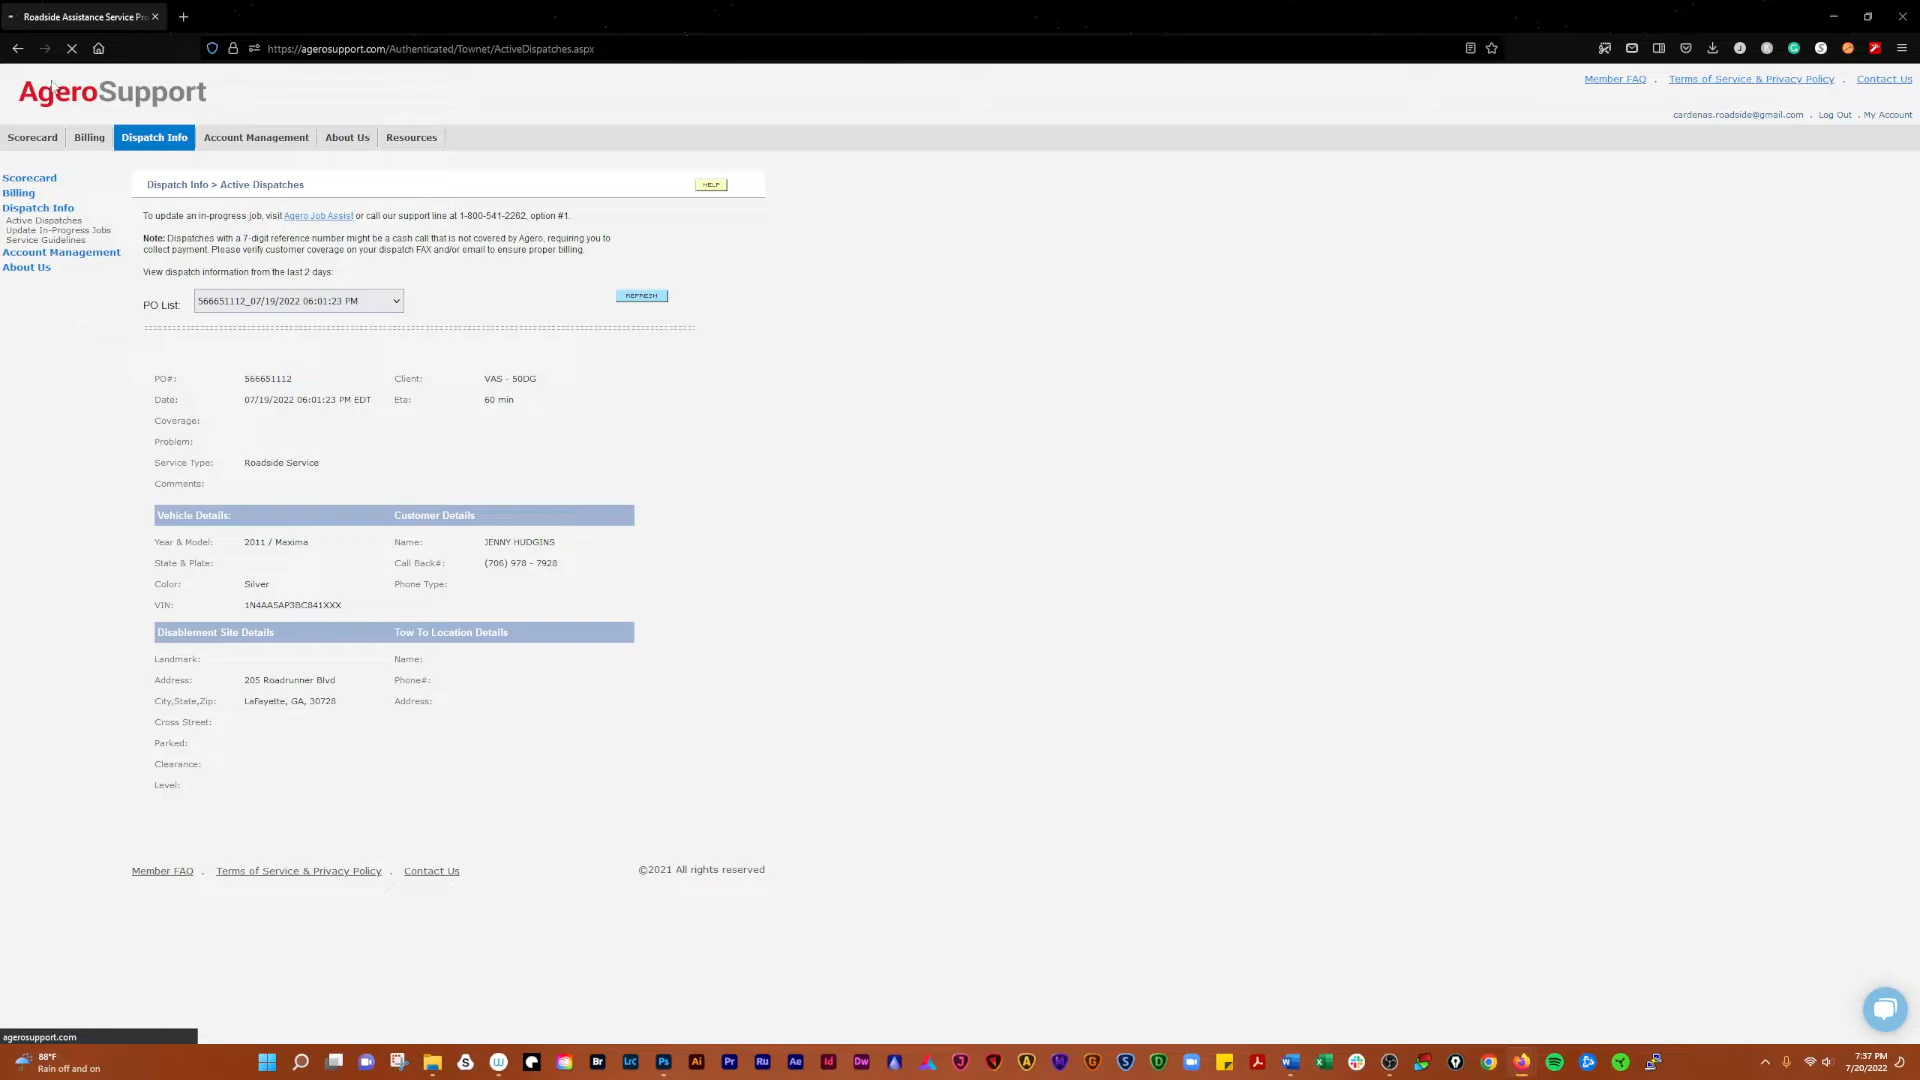 Roadside Assistance Service Pro
https://agerosupport.com/Authenticated/Townet/ActiveDispatches.aspx
AgeroSupport
Member FAQ . Terms of Service & Privacy Policy . Contact Us
cardenas.roadside@gmail.com . Log Out . My Account
Scorecard Billing Dispatch Info Account Management About Us Resources
Scorecard
Billing
Dispatch Info
Active Dispatches
Update In-Progress Jobs
Service Guidelines
Account Management
About Us
Dispatch Info > Active Dispatches
HELP
To update an in-progress job, visit Agero Job Assist or call our support line at 1-800-541-2262, option #1.
Note: Dispatches with a 7-digit reference number might be a cash call that is not covered by Agero, requiring you to
collect payment. Please verify customer coverage on your dispatch FAX and/or email to ensure proper billing.
View dispatch information from the last 2 days:
PO List: 566651112_07/19/2022 06:01:23 PM
REFRESH
PO#: 566651112 Client: VAS - 50DG
Date: 07/19/2022 06:01:23 PM EDT Eta: 60 min
Coverage:
Problem:
Service Type: Roadside Service
Comments:
Vehicle Details: Customer Details
Year & Model: 2011 / Maxima Name: JENNY HUDGINS
State & Plate: Call Back#: (706) 978 - 7928
Color: Silver Phone Type:
VIN: 1N4AA5AP3BC841XXX
Disablement Site Details Tow To Location Details
Landmark: Name:
Address: 205 Roadrunner Blvd Phone#:
City,State,Zip: LaFayette, GA, 30728 Address:
Cross Street:
Parked:
Clearance:
Level:
Member FAQ . Terms of Service & Privacy Policy . Contact Us ©2021 All rights reserved
agerosupport.com
88°F
Rain off and on
Br LrC Ps Ai Pr Ru Ae Id Dw
7:37 PM
7/20/2022